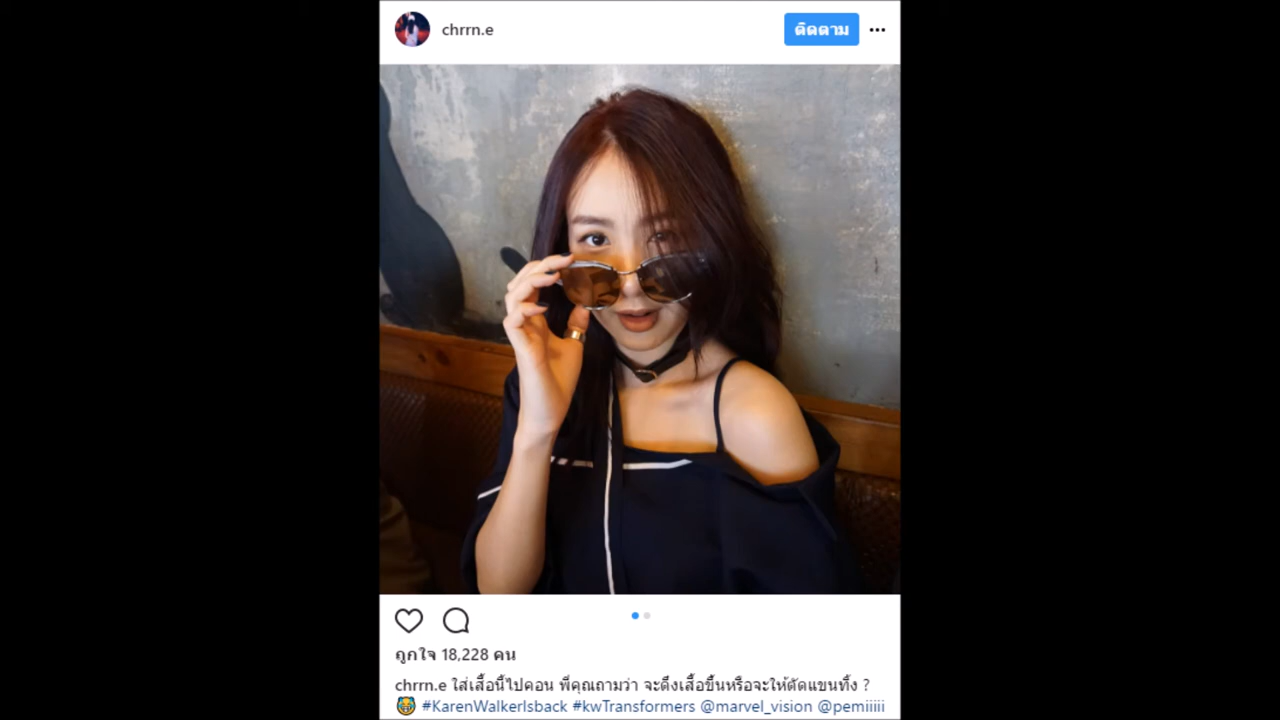 chrrn.e
ติดตาม
ถูกใจ 18,228 คน
chrrn.e ใส่เสื้อนี้ไปคอน พี่คุณถามว่า จะดึงเสื้อขึ้นหรือจะให้ตัดแขนทิ้ง ?
#KarenWalkerIsback #kwTransformers @marvel_vision @pemiiiii